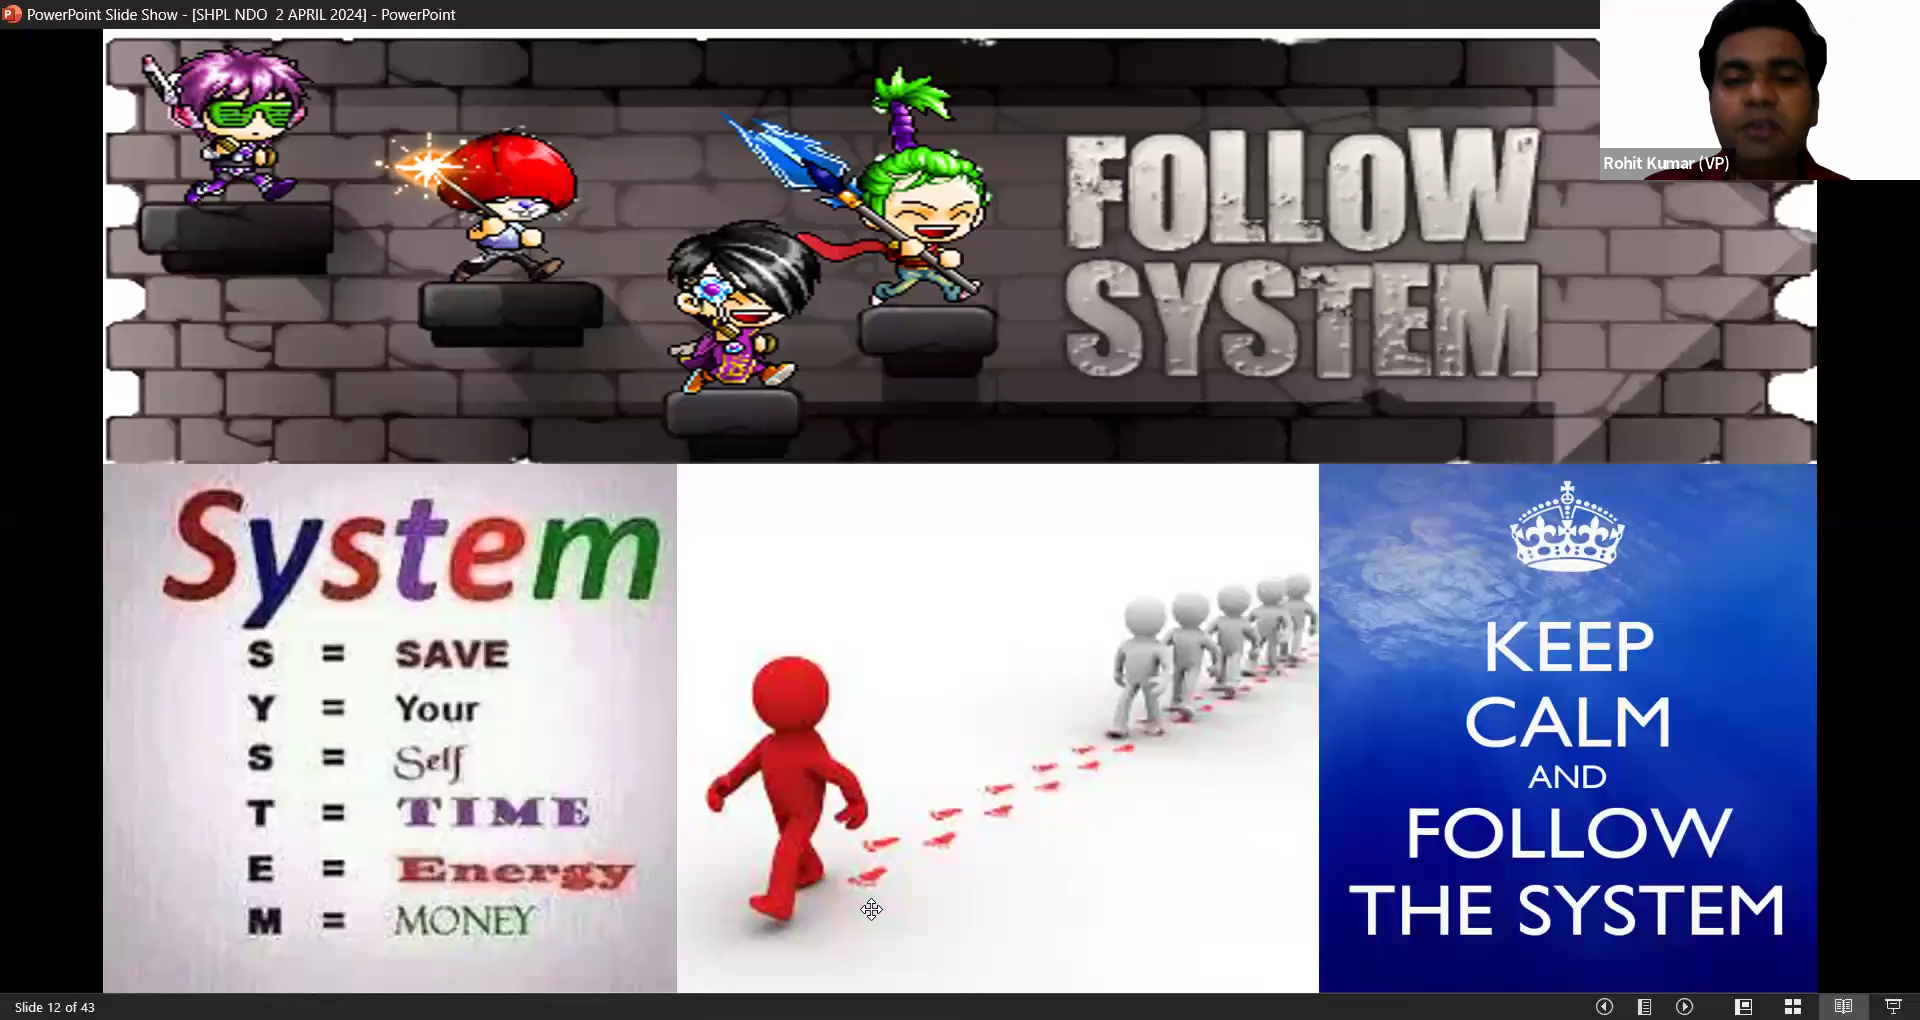 PowerPoint Slide Show - [SHPL NDO  2 APRIL 2024] - PowerPoint
Rohit Kumar (VP)
FOLLOW
SYSTEM
System
S = SAVE
Y = Your
S = Self
T = TIME
E = Energy
M = MONEY
KEEP
CALM
AND
FOLLOW
THE SYSTEM
Slide 12 of 43